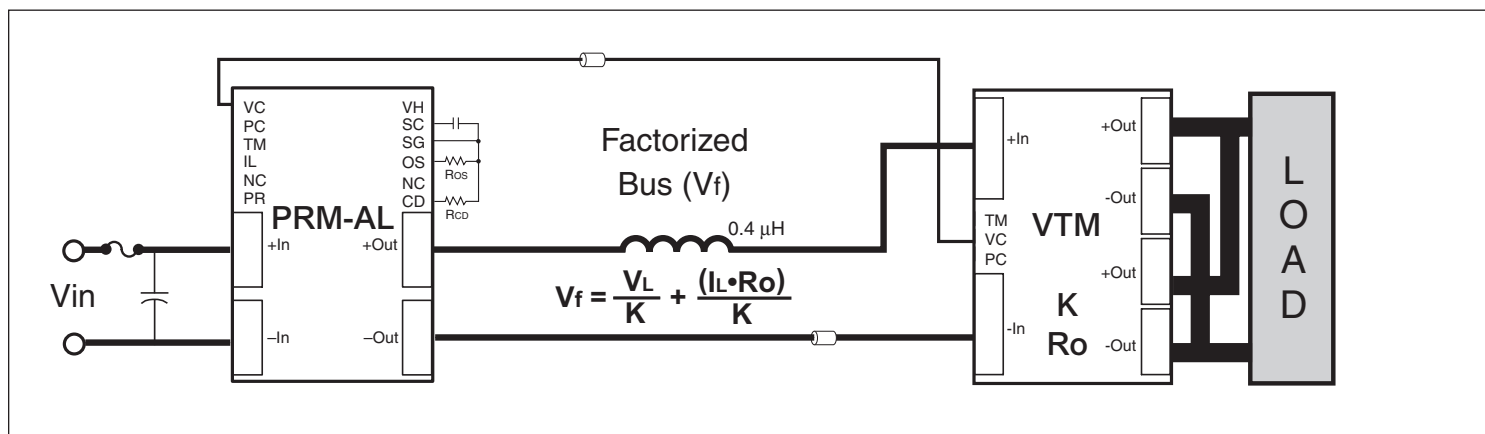 VC
PC
TM
IL
NC
PR
VH
SC
SG
OS
NC
CD
ROS
RCD
PRM-AL
+In
–In
+Out
–Out
Vin
Factorized
Bus (Vf)
0.4 µH
Vf = VL/K + (IL•Ro)/K
+In
TM
VC
PC
-In
VTM
K
Ro
+Out
-Out
+Out
-Out
LOAD